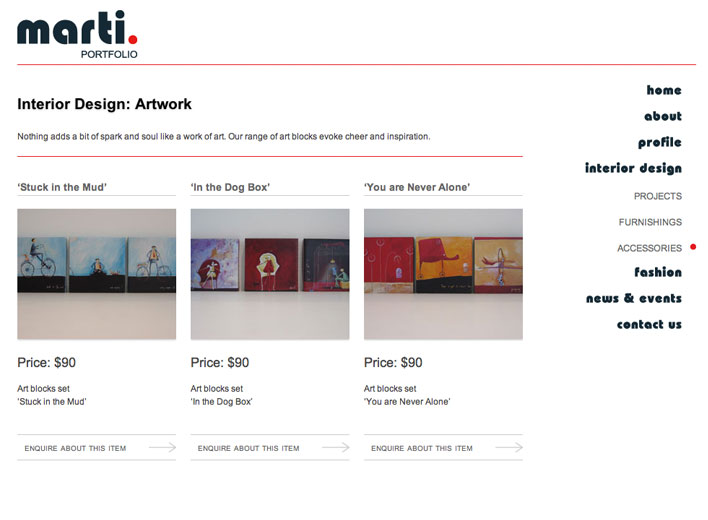 marti.
PORTFOLIO
Interior Design: Artwork
Nothing adds a bit of spark and soul like a work of art. Our range of art blocks evoke cheer and inspiration.
‘Stuck in the Mud’
‘In the Dog Box’
‘You are Never Alone’
Price: $90
Price: $90
Price: $90
Art blocks set
‘Stuck in the Mud’
Art blocks set
‘In the Dog Box’
Art blocks set
‘You are Never Alone’
ENQUIRE ABOUT THIS ITEM
ENQUIRE ABOUT THIS ITEM
ENQUIRE ABOUT THIS ITEM
home
about
profile
interior design
PROJECTS
FURNISHINGS
ACCESSORIES
fashion
news & events
contact us